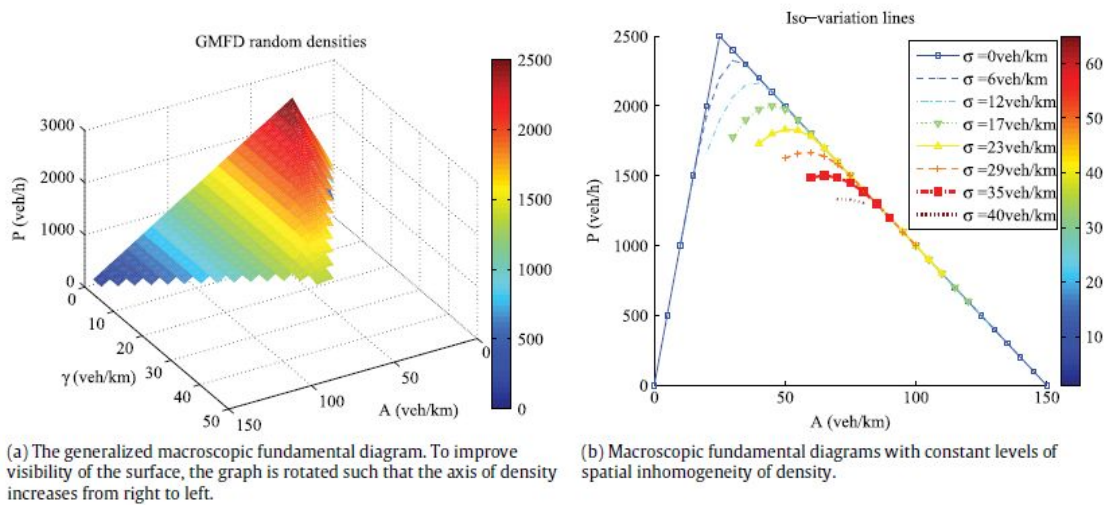 GMFD random densities
3000
2000
1000
0
P (veh/h)
0
10
20
30
40
50
γ (veh/km)
150
100
50
0
A (veh/km)
2500
2000
1500
1000
500
0
(a) The generalized macroscopic fundamental diagram. To improve
visibility of the surface, the graph is rotated such that the axis of density
increases from right to left.
Iso−variation lines
2500
2000
1500
1000
500
0
P (veh/h)
0
50
100
150
A (veh/km)
σ =0veh/km
σ =6veh/km
σ =12veh/km
σ =17veh/km
σ =23veh/km
σ =29veh/km
σ =35veh/km
σ =40veh/km
60
50
40
30
20
10
(b) Macroscopic fundamental diagrams with constant levels of
spatial inhomogeneity of density.